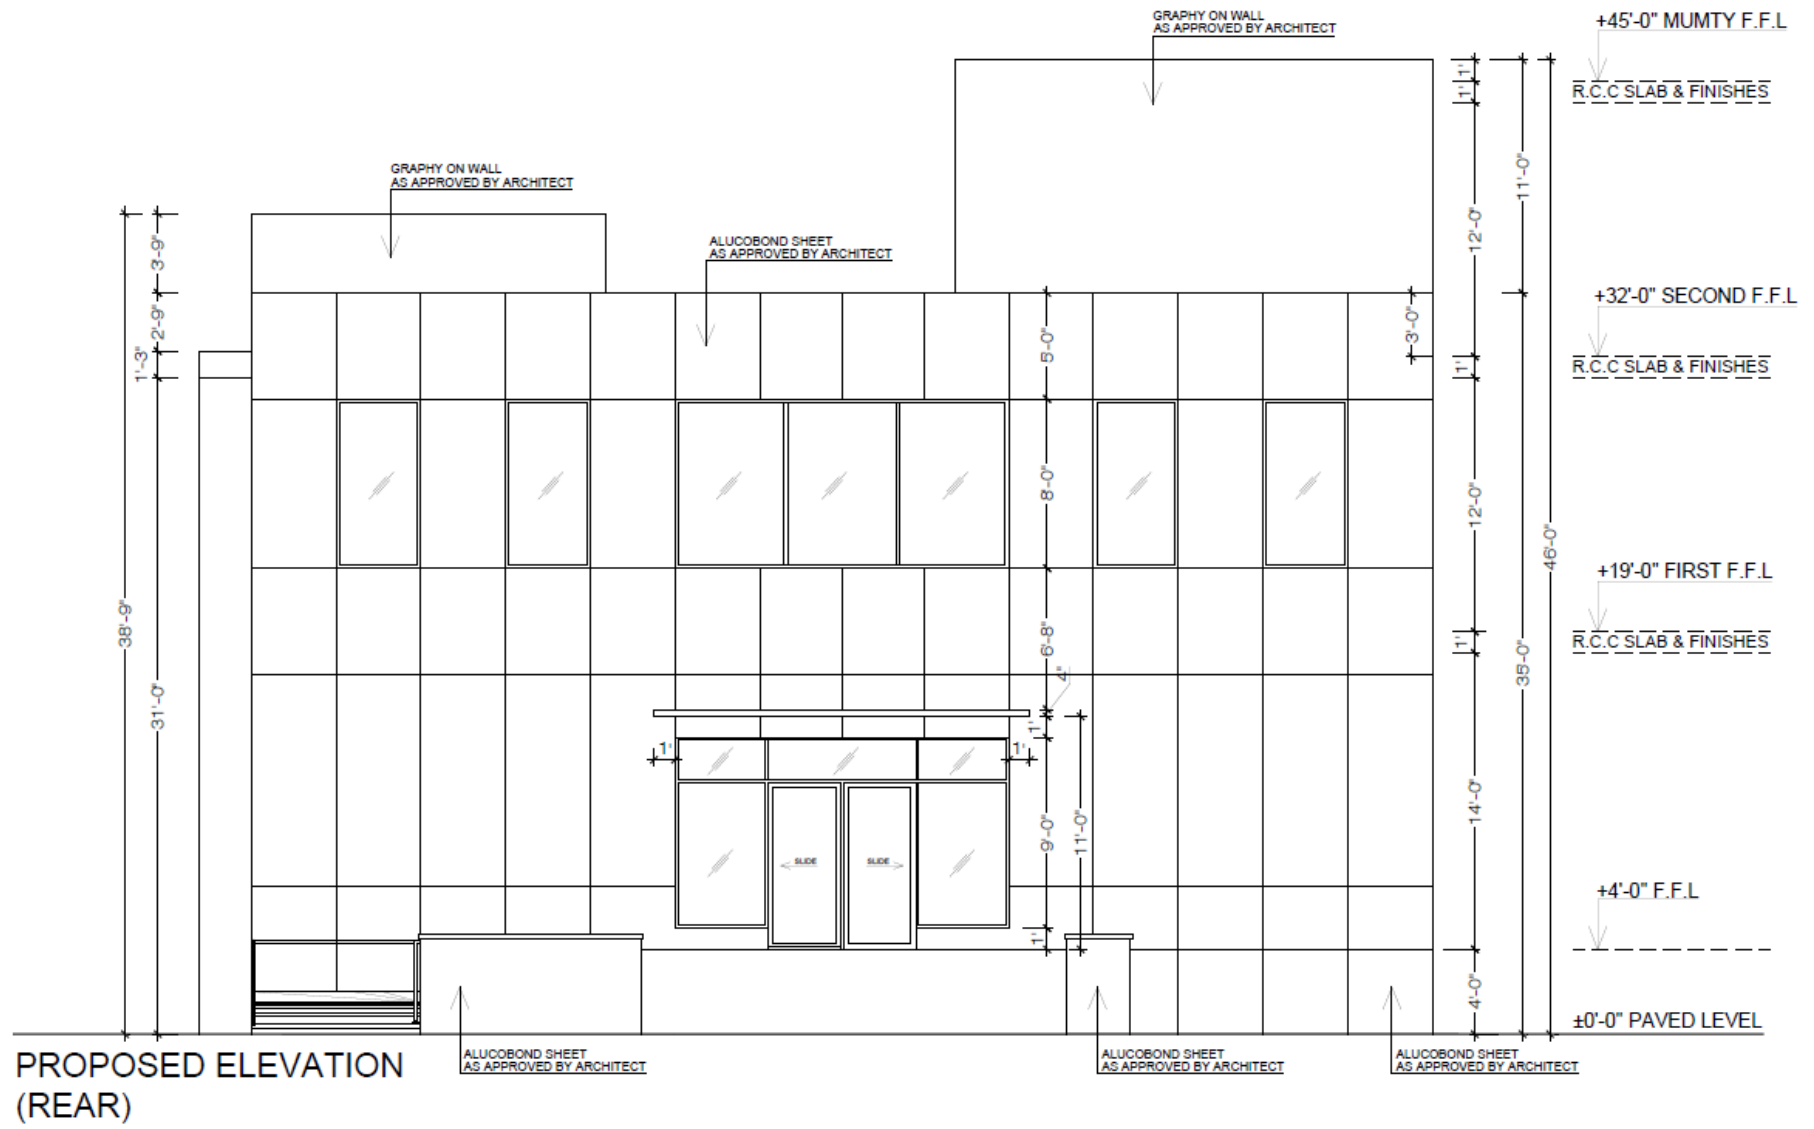 GRAPHY ON WALL
AS APPROVED BY ARCHITECT
+45'-0" MUMTY F.F.L
R.C.C SLAB & FINISHES
1'
1'
11'-0"
12'-0"
GRAPHY ON WALL
AS APPROVED BY ARCHITECT
ALUCOBOND SHEET
AS APPROVED BY ARCHITECT
3'-9"
2'-9"
1'-3"
5'-0"
3'-0"
+32'-0" SECOND F.F.L
R.C.C SLAB & FINISHES
1'
8'-0"
12'-0"
46'-0"
+19'-0" FIRST F.F.L
R.C.C SLAB & FINISHES
1'
38'-9"
31'-0"
6'-8"
4"
35'-0"
1'
1'
1'
9'-0"
11'-0"
14'-0"
SLIDE
SLIDE
+4'-0" F.F.L
1'
4'-0"
±0'-0" PAVED LEVEL
PROPOSED ELEVATION
(REAR)
ALUCOBOND SHEET
AS APPROVED BY ARCHITECT
ALUCOBOND SHEET
AS APPROVED BY ARCHITECT
ALUCOBOND SHEET
AS APPROVED BY ARCHITECT